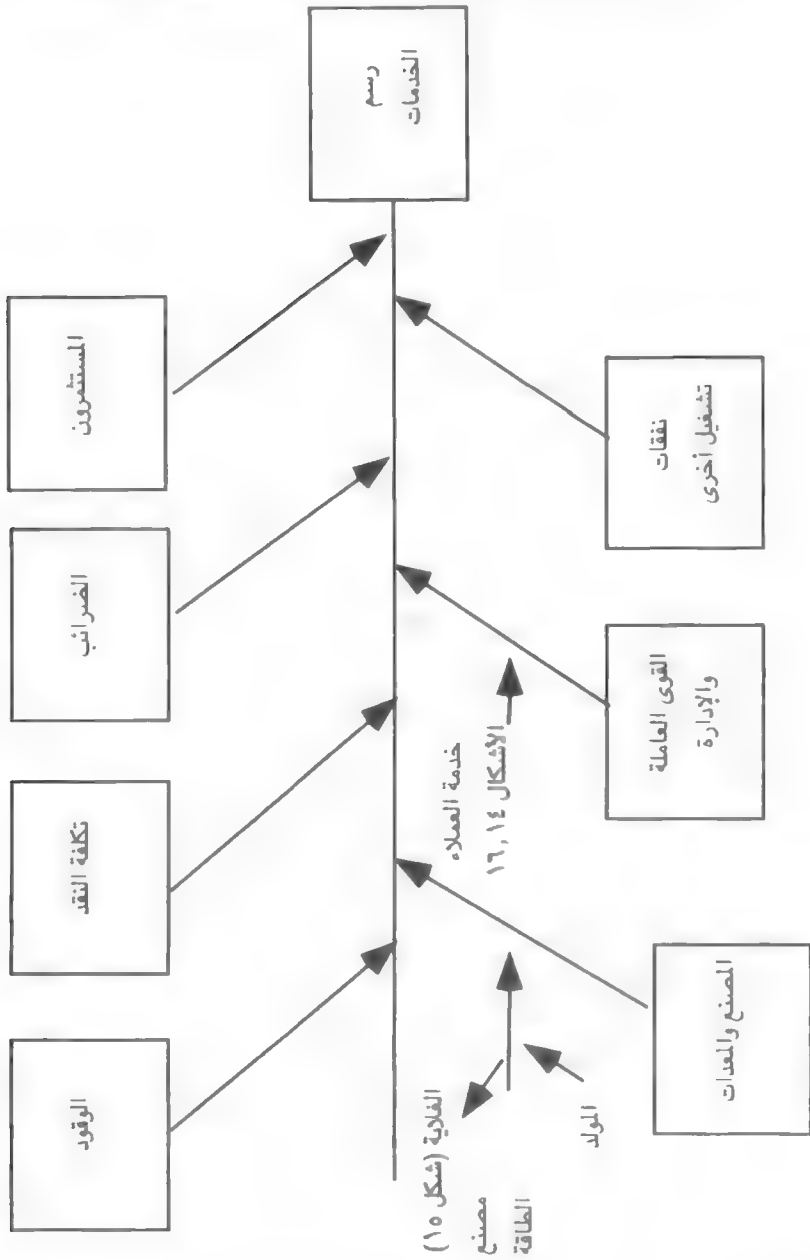 رسم
الخدمات
المستثمرون
الضرائب
تكلفة النقد
الوقود
نفقات
تشغيل أخرى
القوى العاملة
والإدارة
خدمة العملاء
الاشكال ١٤, ١٦
المصنع والمعدات
المولد
الغلاية (شكل ١٥)
مصنع
الطاقة